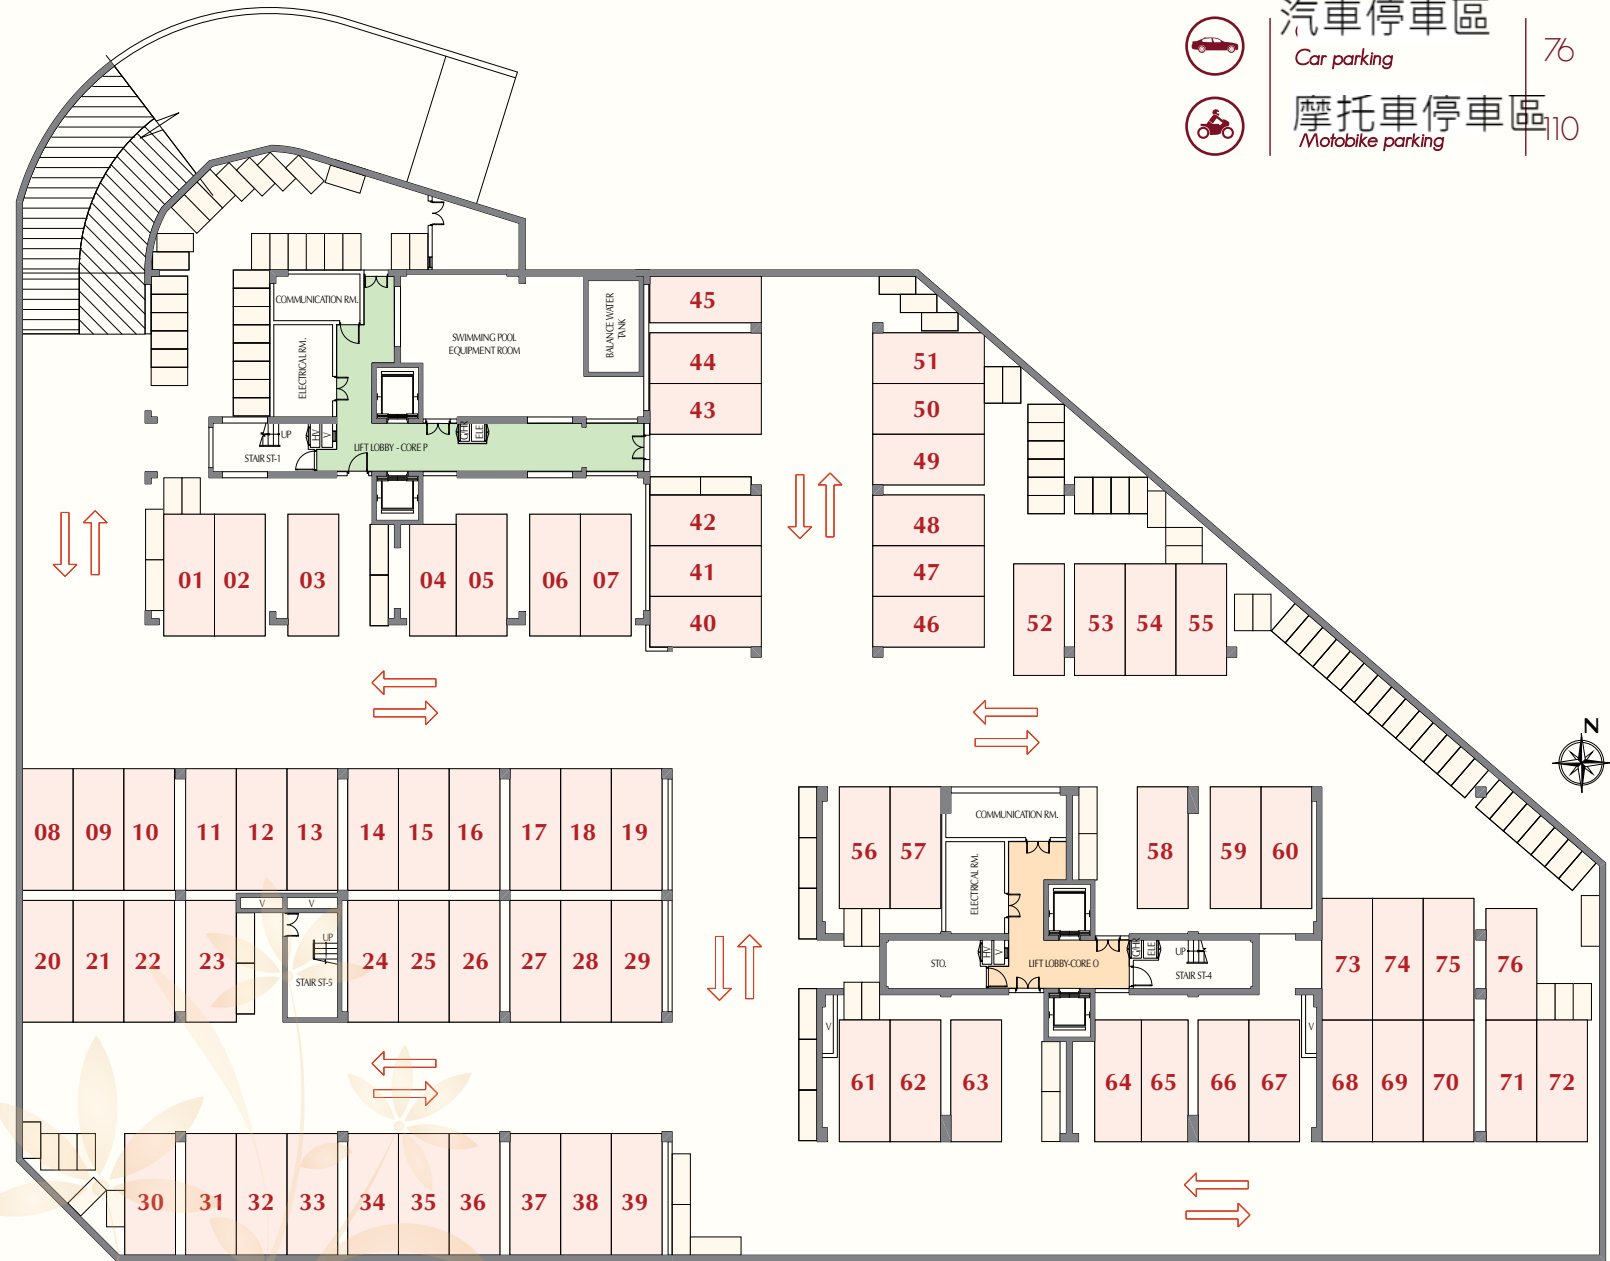 汽車停車區
Car parking
76
摩托車停車區
110
Motobike parking
COMMUNICATION RM.
ELECTRICAL RM.
SWIMMING POOL
EQUIPMENT ROOM
BALANCE WATER
TANK
45
44
43
51
50
49
UP
HV
V
STAIR ST-1
LIFT LOBBY - CORE P
G/HR
ELE
42
41
40
48
47
46
01
02
03
04
05
06
07
52
53
54
55
N
08
09
10
11
12
13
14
15
16
17
18
19
56
57
COMMUNICATION RM.
ELECTRICAL RM.
58
59
60
V
V
20
21
22
23
UP
STAIR ST-5
24
25
26
27
28
29
STO.
HV
V
LIFT LOBBY-CORE O
G/HR
ELE
UP
STAIR ST-4
73
74
75
76
V
V
61
62
63
64
65
66
67
68
69
70
71
72
30
31
32
33
34
35
36
37
38
39